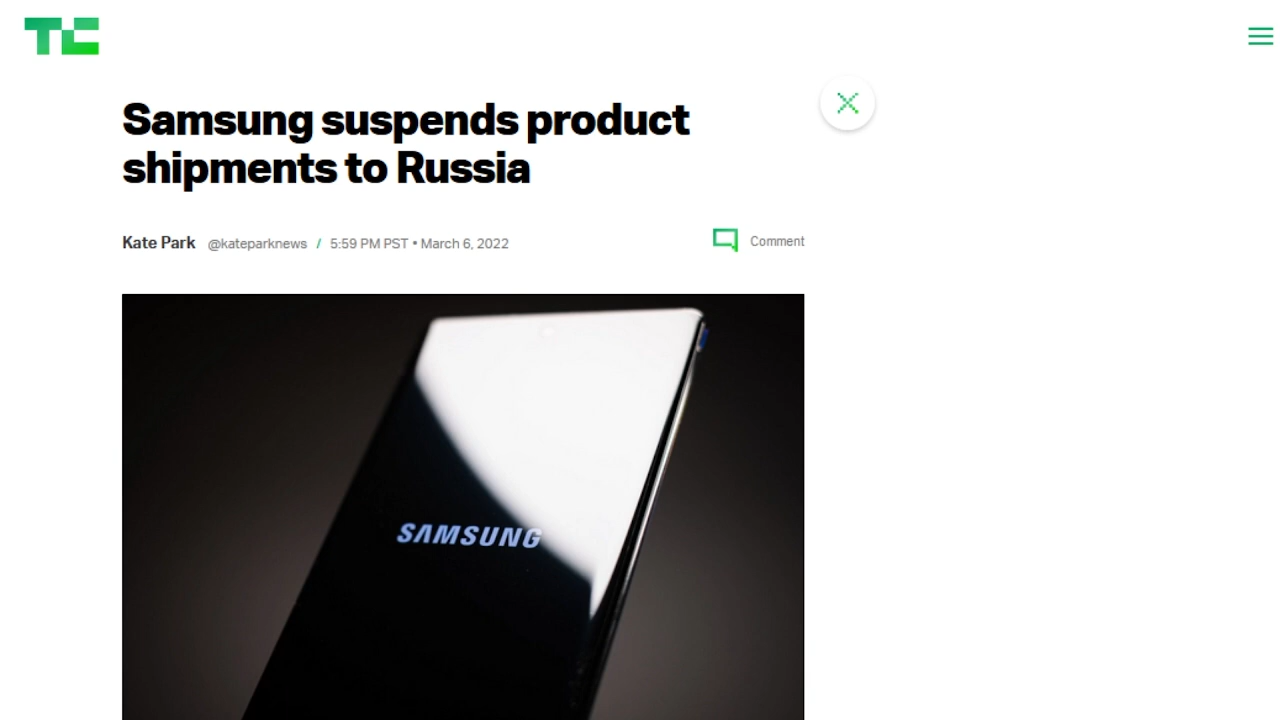 TC
Samsung suspends product
shipments to Russia
Kate Park @kateparknews / 5:59 PM PST • March 6, 2022
Comment
SAMSUNG